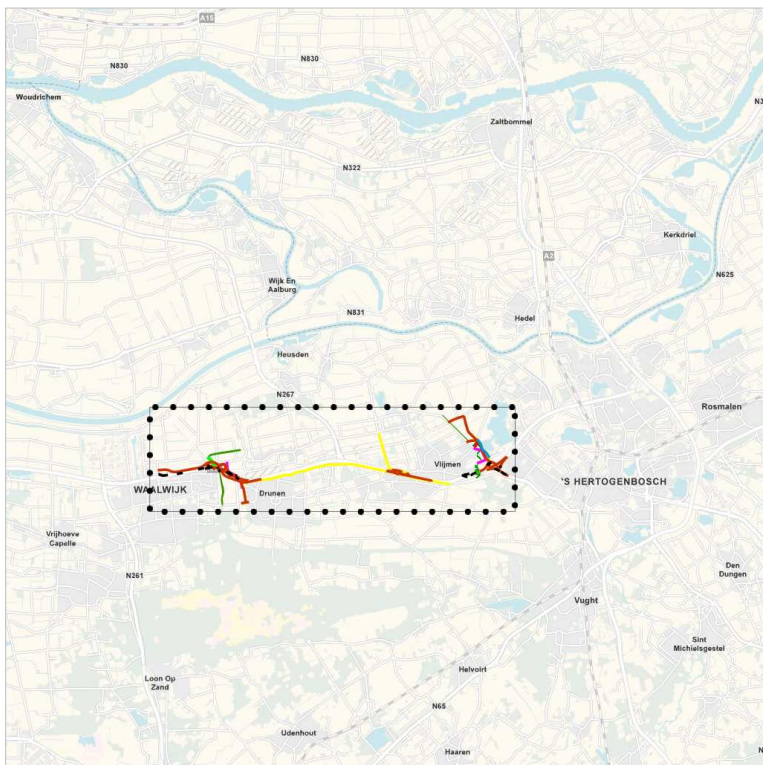 A15
N830
N830
Woudrichem
Zaltbommel
N322
Kerkdriel
A2
N625
Wijk En
Aalburg
N831
Hedel
Heusden
N267
Rosmalen
Vlijmen
WAALWIJK
Drunen
'S HERTOGENBOSCH
Vrijhoeve
Capelle
N261
Den
Dungen
Vught
Sint
Michielsgestel
Helvoirt
Loon Op
Zand
N65
Udenhout
Haaren